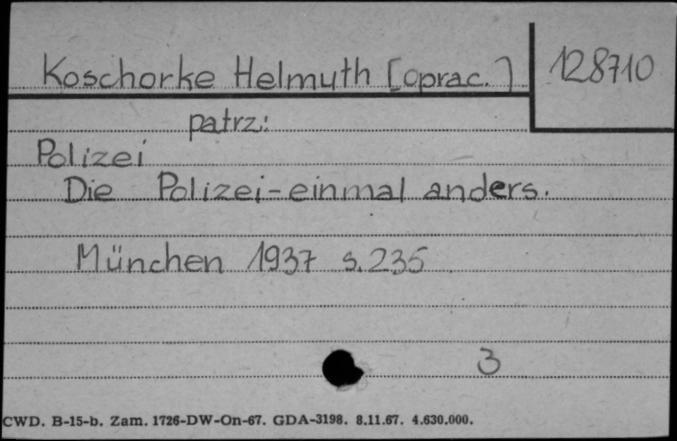 Koschorke Helmuth [oprac.]
128710
patrz:
Polizei
Die Polizei-einmal anders.
München 1937 s.235
3
CWD. B-15-b. Zam. 1726-DW-On-67. GDA-3198. 8.11.67. 4.630.000.